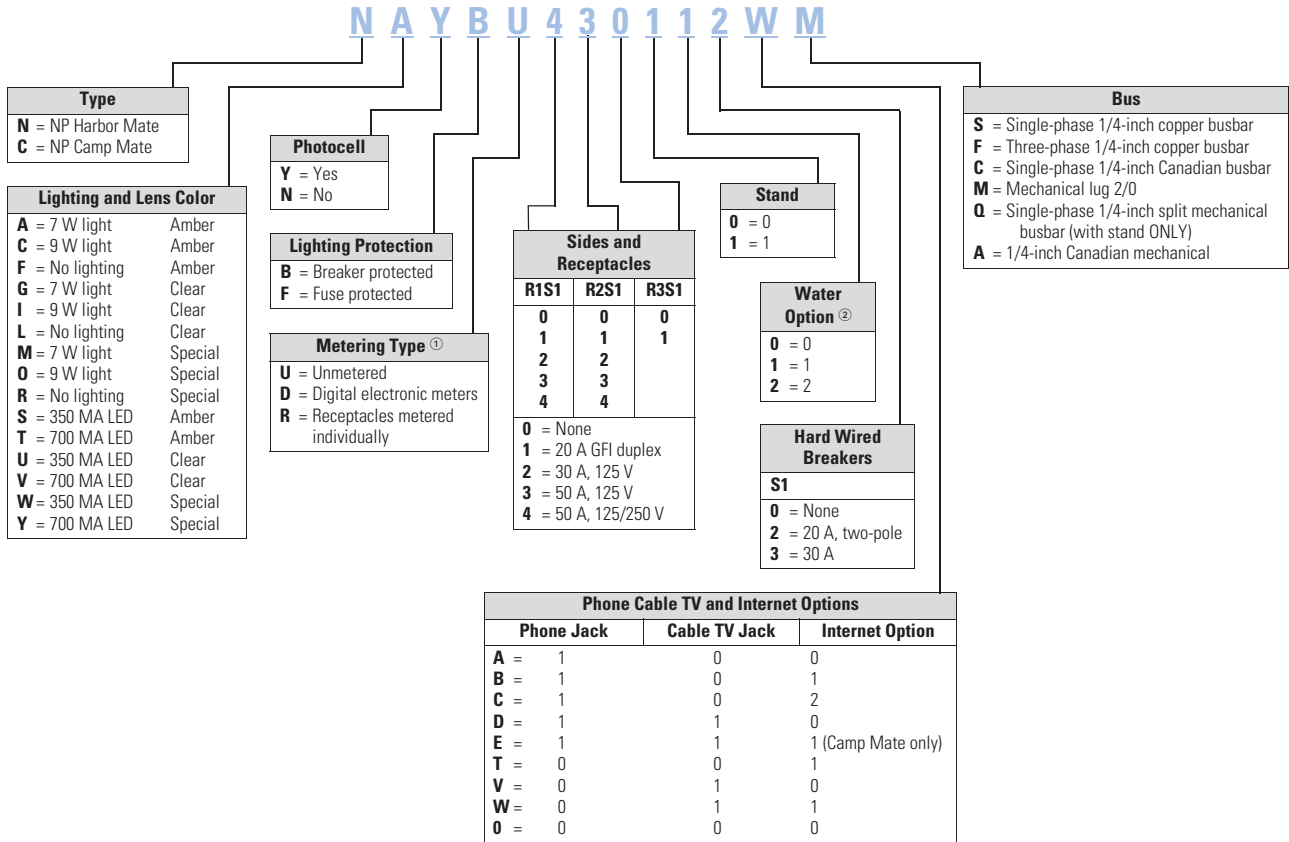 N A Y B U 4 3 0 1 1 2 W M
Type
N = NP Harbor Mate
C = NP Camp Mate
Lighting and Lens Color
A = 7 W light Amber
C = 9 W light Amber
F = No lighting Amber
G = 7 W light Clear
I = 9 W light Clear
L = No lighting Clear
M = 7 W light Special
O = 9 W light Special
R = No lighting Special
S = 350 MA LED Amber
T = 700 MA LED Amber
U = 350 MA LED Clear
V = 700 MA LED Clear
W = 350 MA LED Special
Y = 700 MA LED Special
Photocell
Y = Yes
N = No
Lighting Protection
B = Breaker protected
F = Fuse protected
Metering Type ①
U = Unmetered
D = Digital electronic meters
R = Receptacles metered
individually
Sides and
Receptacles
R1S1 R2S1 R3S1
0 0 0
1 1 1
2 2
3 3
4 4
0 = None
1 = 20 A GFI duplex
2 = 30 A, 125 V
3 = 50 A, 125 V
4 = 50 A, 125/250 V
Stand
0 = 0
1 = 1
Water
Option ②
0 = 0
1 = 1
2 = 2
Hard Wired
Breakers
S1
0 = None
2 = 20 A, two-pole
3 = 30 A
Phone Cable TV and Internet Options
Phone Jack Cable TV Jack Internet Option
A = 1 0 0
B = 1 0 1
C = 1 0 2
D = 1 1 0
E = 1 1 1 (Camp Mate only)
T = 0 0 1
V = 0 1 0
W = 0 1 1
0 = 0 0 0
Bus
S = Single-phase 1/4-inch copper busbar
F = Three-phase 1/4-inch copper busbar
C = Single-phase 1/4-inch Canadian busbar
M = Mechanical lug 2/0
Q = Single-phase 1/4-inch split mechanical
busbar (with stand ONLY)
A = 1/4-inch Canadian mechanical